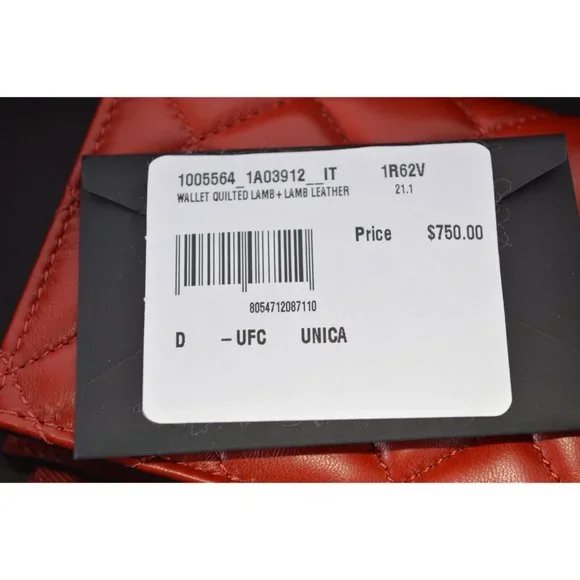 1005564_1A03912__IT 1R62V
WALLET QUILTED LAMB + LAMB LEATHER 21.1
Price $750.00
8054712087110
D -UFC UNICA